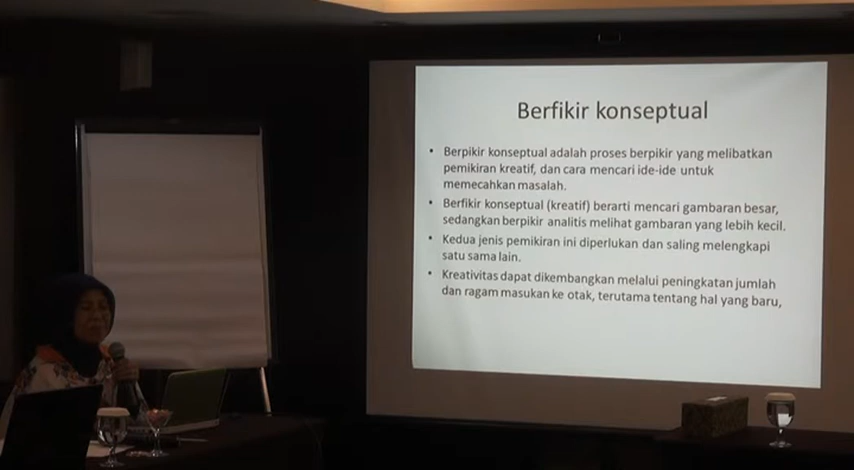 Berfikir konseptual
• Berpikir konseptual adalah proses berpikir yang melibatkan
pemikiran kreatif, dan cara mencari ide-ide untuk
memecahkan masalah.
• Berfikir konseptual (kreatif) berarti mencari gambaran besar,
sedangkan berpikir analitis melihat gambaran yang lebih kecil.
• Kedua jenis pemikiran ini diperlukan dan saling melengkapi
satu sama lain.
• Kreativitas dapat dikembangkan melalui peningkatan jumlah
dan ragam masukan ke otak, terutama tentang hal yang baru,